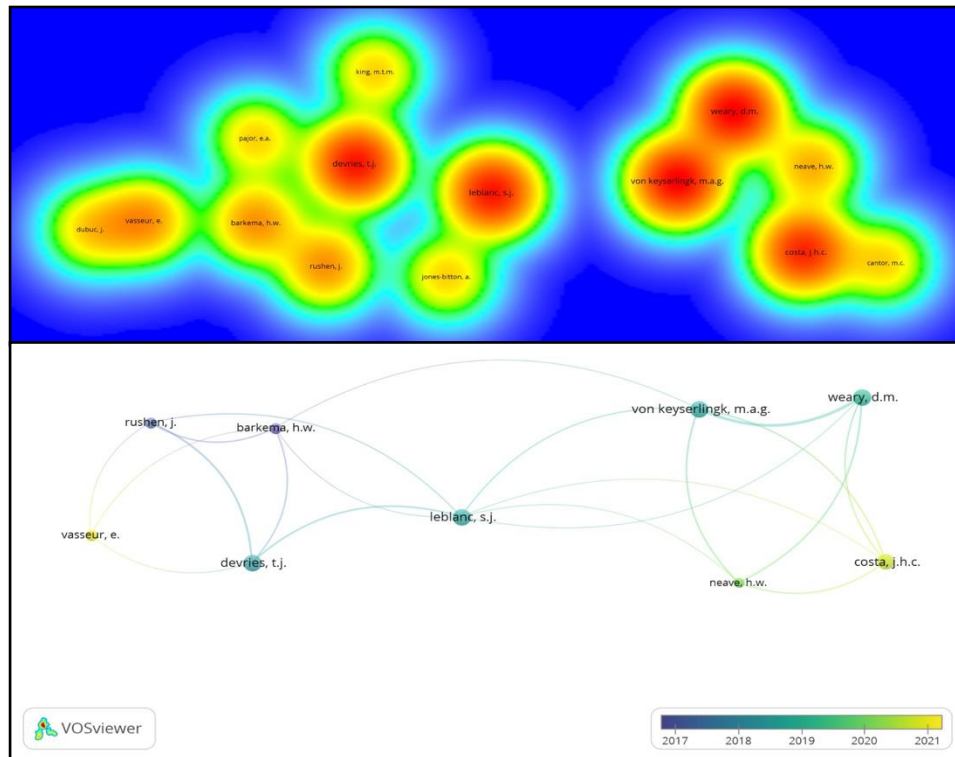 king, m.t.m.
weary, d.m.
pajor, e.a.
devries, t.j.
neave, h.w.
von keyserlingk, m.a.g.
leblanc, s.j.
vasseur, e.
barkema, h.w.
dubuc, j.
costa, j.h.c.
cantor, m.c.
rushen, j.
jones-bitton, a.
weary, d.m.
von keyserlingk, m.a.g.
rushen, j.
barkema, h.w.
leblanc, s.j.
vasseur, e.
devries, t.j.
costa, j.h.c.
neave, h.w.
VOSviewer
2017 2018 2019 2020 2021